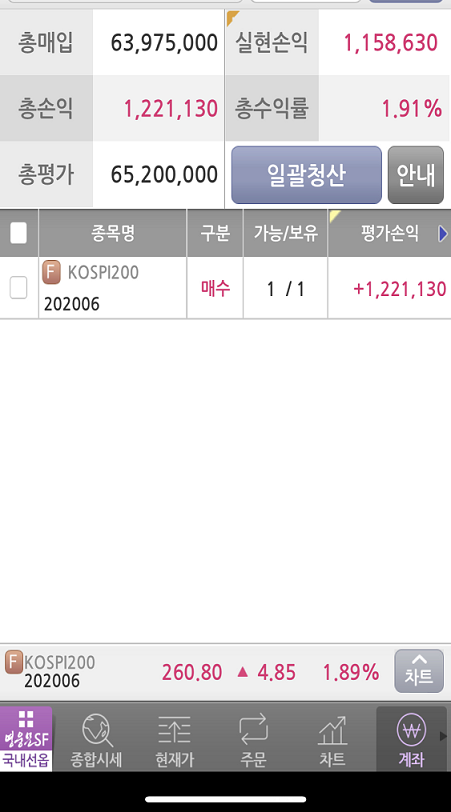 총매입 63,975,000 실현손익 1,158,630
총손익 1,221,130 총수익률 1.91%
총평가 65,200,000 일괄청산 안내
종목명 구분 가능/보유 평가손익
F KOSPI200
202006 매수 1 / 1 +1,221,130
F KOSPI200
202006 260.80 ▲ 4.85 1.89% 차트
영웅문SF
국내선옵 종합시세 현재가 주문 차트 계좌